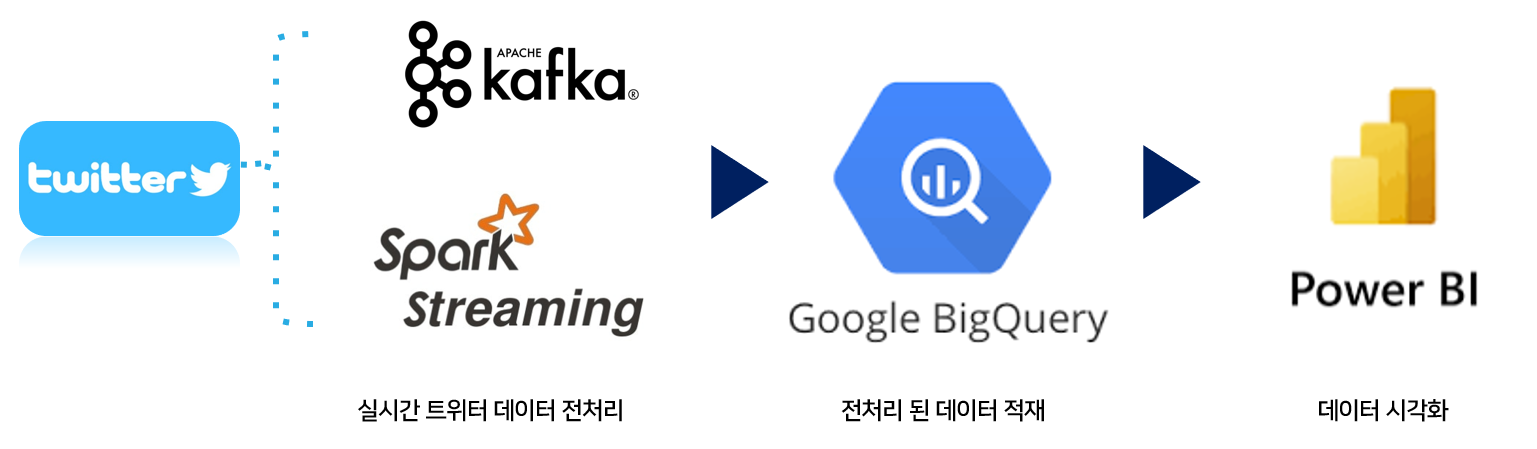 twitter
APACHE
kafka®
Spark
Streaming
Google BigQuery
Power BI
실시간 트위터 데이터 전처리
전처리 된 데이터 적재
데이터 시각화